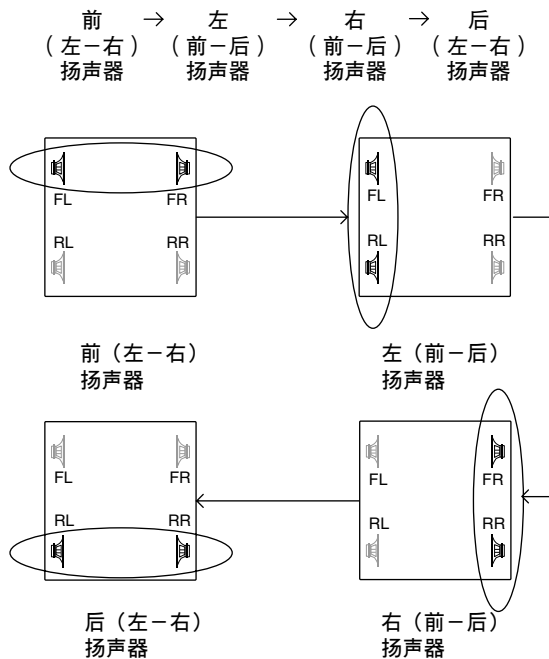 前 → 左 → 右 → 后
（左－右） （前－后） （前－后） （左－右）
扬声器 扬声器 扬声器 扬声器
FL FR
RL RR
前（左－右）
扬声器
FL FR
RL RR
左（前－后）
扬声器
FL FR
RL RR
后（左－右）
扬声器
FL FR
RL RR
右（前－后）
扬声器